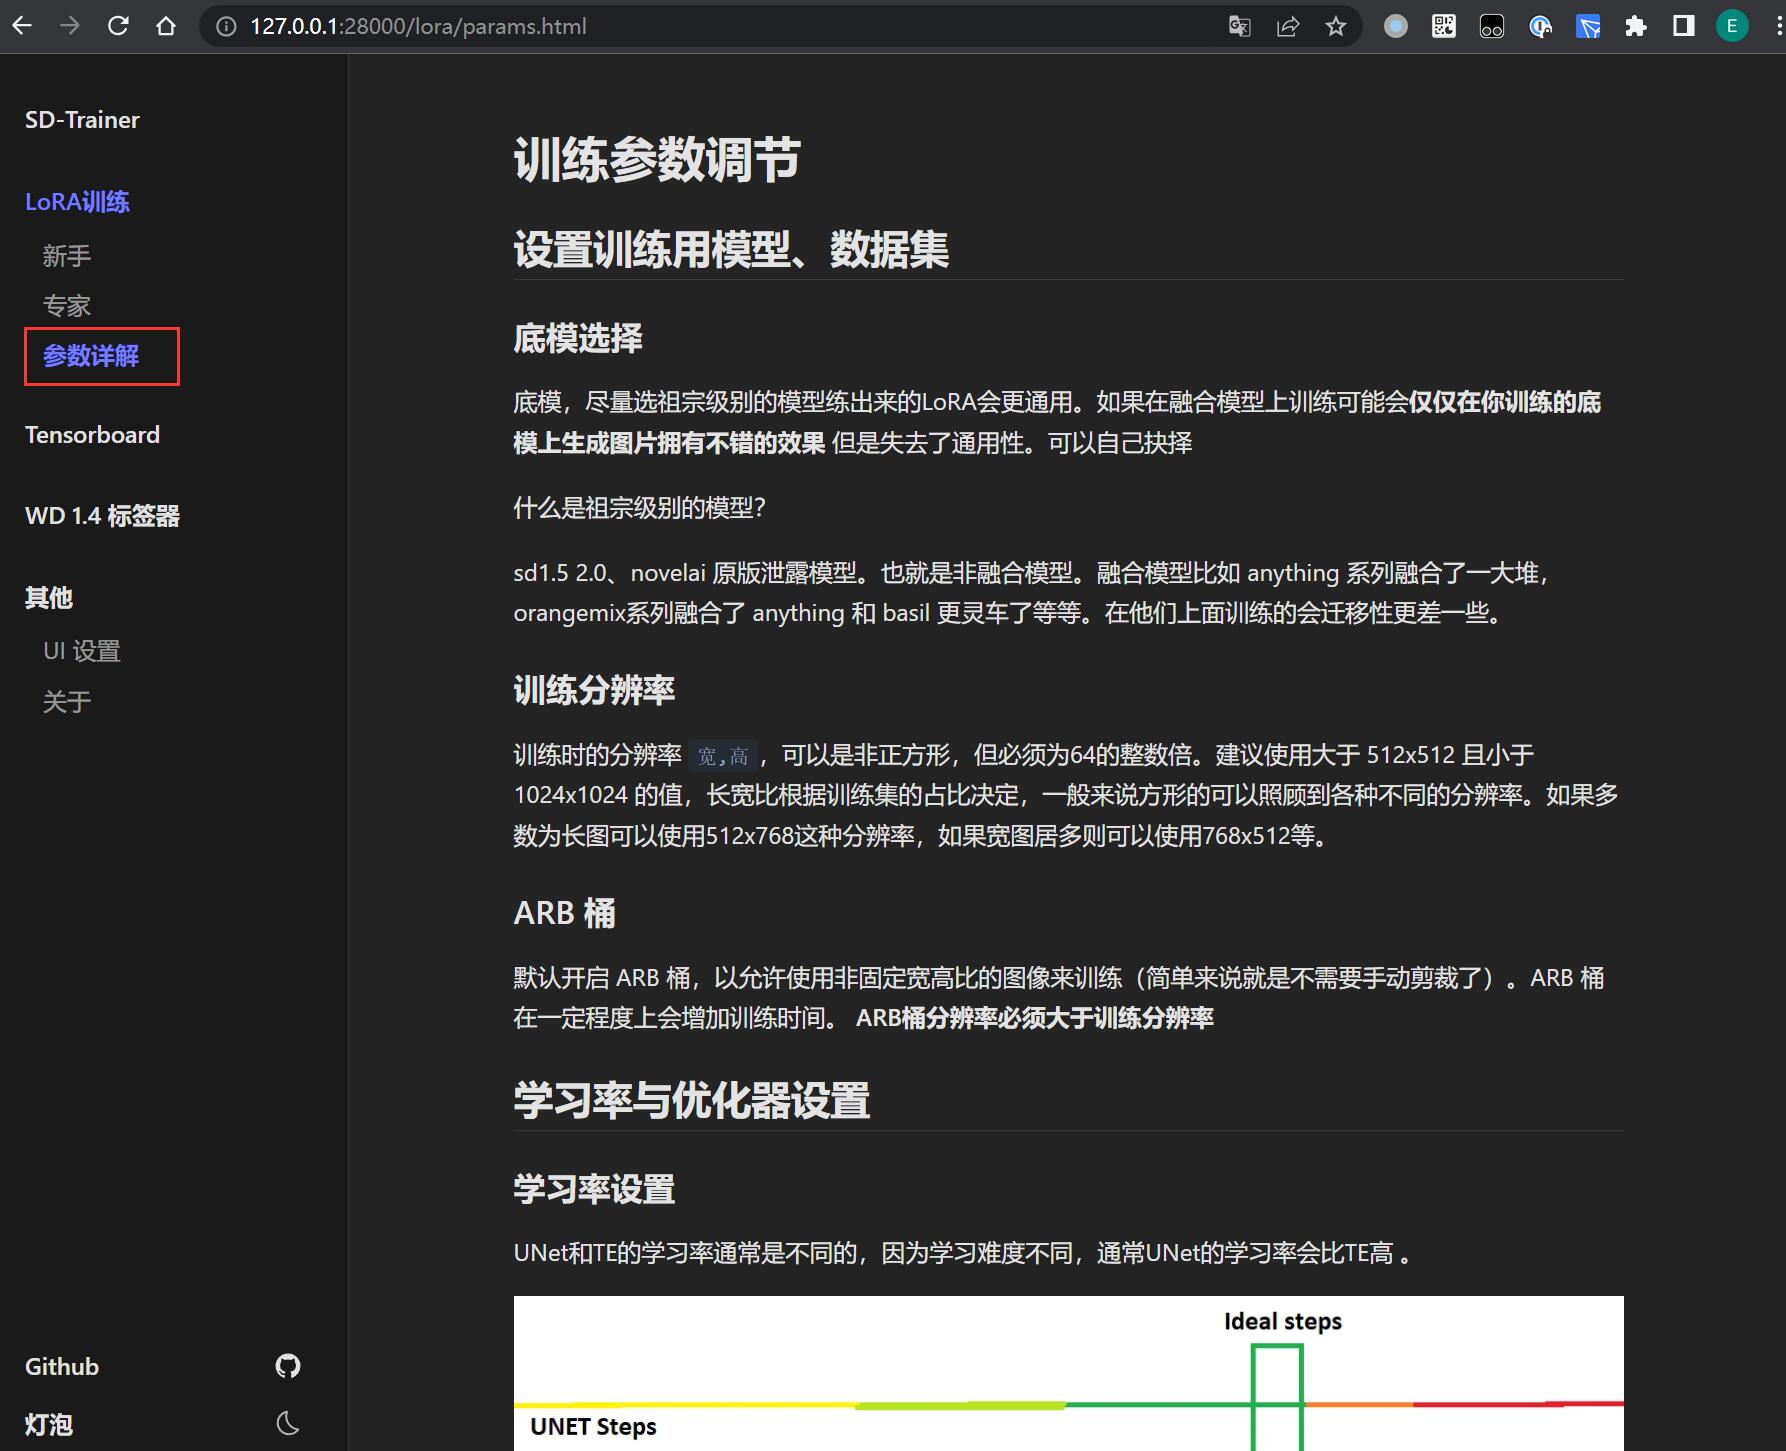 127.0.0.1:28000/lora/params.html
E
SD-Trainer
LoRA训练
新手
专家
参数详解
Tensorboard
WD 1.4 标签器
其他
UI 设置
关于
Github
灯泡
训练参数调节
设置训练用模型、数据集
底模选择
底模，尽量选祖宗级别的模型练出来的LoRA会更通用。如果在融合模型上训练可能会仅仅在你训练的底
模上生成图片拥有不错的效果 但是失去了通用性。可以自己抉择
什么是祖宗级别的模型？
sd1.5 2.0、novelai 原版泄露模型。也就是非融合模型。融合模型比如 anything 系列融合了一大堆，
orangemix系列融合了 anything 和 basil 更灵车了等等。在他们上面训练的会迁移性更差一些。
训练分辨率
训练时的分辨率 宽,高，可以是非正方形，但必须为64的整数倍。建议使用大于 512x512 且小于
1024x1024 的值，长宽比根据训练集的占比决定，一般来说方形的可以照顾到各种不同的分辨率。如果多
数为长图可以使用512x768这种分辨率，如果宽图居多则可以使用768x512等。
ARB 桶
默认开启 ARB 桶，以允许使用非固定宽高比的图像来训练（简单来说就是不需要手动剪裁了）。ARB 桶
在一定程度上会增加训练时间。 ARB桶分辨率必须大于训练分辨率
学习率与优化器设置
学习率设置
UNet和TE的学习率通常是不同的，因为学习难度不同，通常UNet的学习率会比TE高 。
Ideal steps
UNET Steps